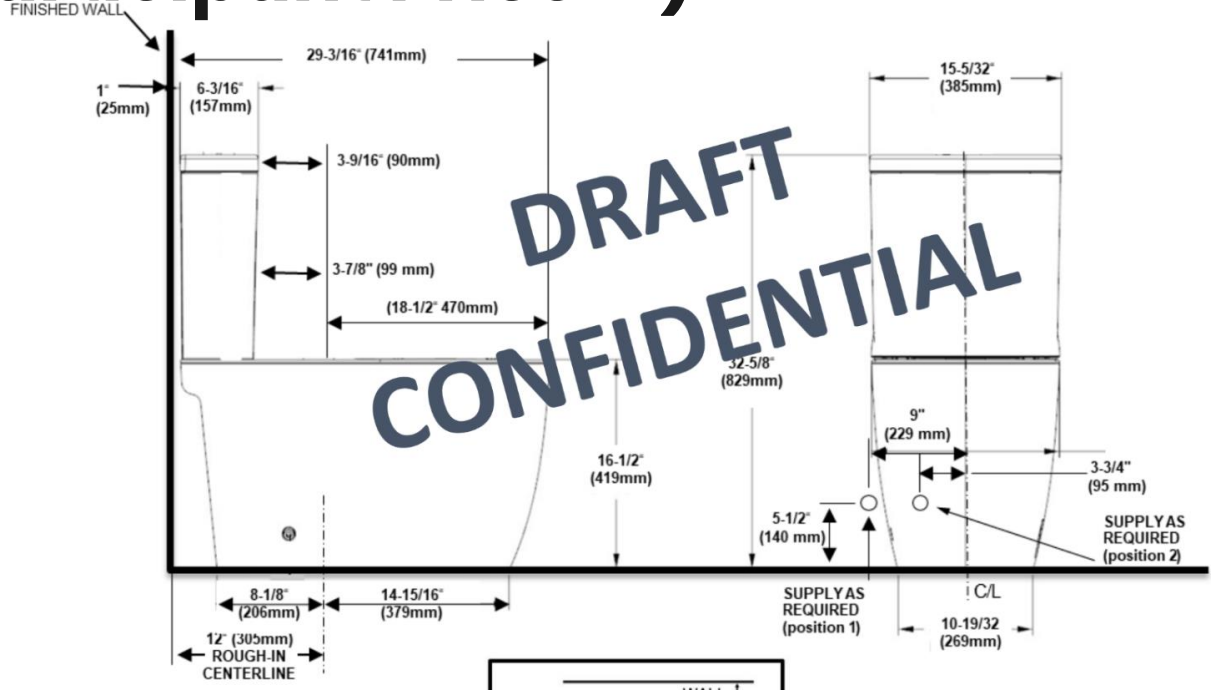 FINISHED WALL
29-3/16" (741mm)
1"
(25mm)
6-3/16"
(157mm)
15-5/32"
(385mm)
3-9/16" (90mm)
3-7/8" (99 mm)
(18-1/2" 470mm)
DRAFT
CONFIDENTIAL
32-5/8"
(829mm)
16-1/2"
(419mm)
9"
(229 mm)
3-3/4"
(95 mm)
5-1/2"
(140 mm)
SUPPLY AS
REQUIRED
(position 2)
SUPPLY AS
REQUIRED
(position 1)
C/L
8-1/8"
(206mm)
14-15/16"
(379mm)
10-19/32
(269mm)
12" (305mm)
ROUGH-IN
CENTERLINE